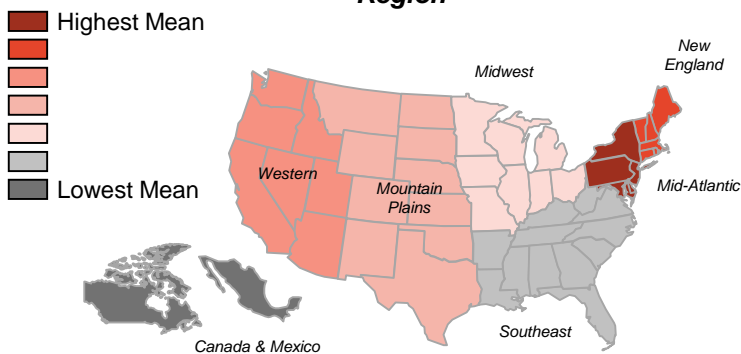 Region
Highest Mean
Lowest Mean
New
England
Midwest
Western
Mountain
Plains
Mid-Atlantic
Southeast
Canada & Mexico